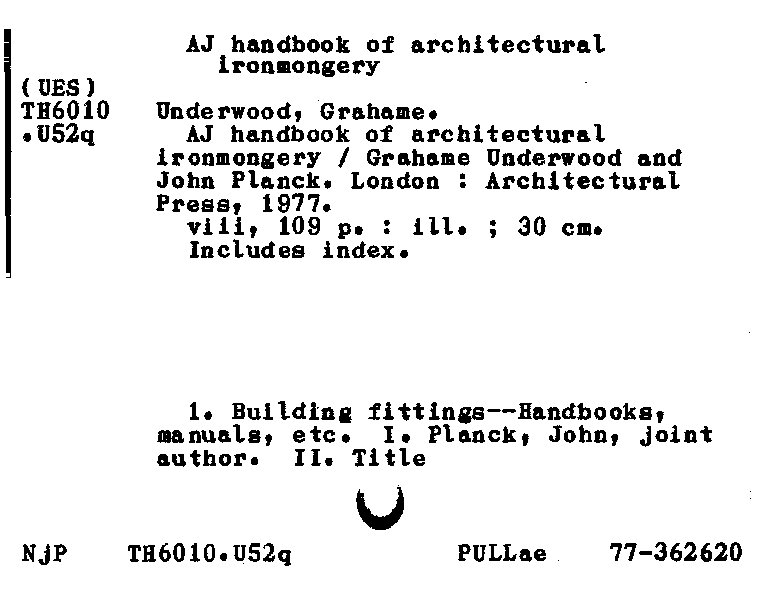 AJ handbook of architectural
ironmongery
(UES)
TH6010 Underwood, Grahame.
.U52q AJ handbook of architectural
ironmongery / Grahame Underwood and
John Planck. London : Architectural
Press, 1977.
viii, 109 p. : ill. ; 30 cm.
Includes index.
1. Building fittings--Handbooks,
manuals, etc. I. Planck, John, joint
author. II. Title
NjP TH6010.U52q PULLae 77-362620